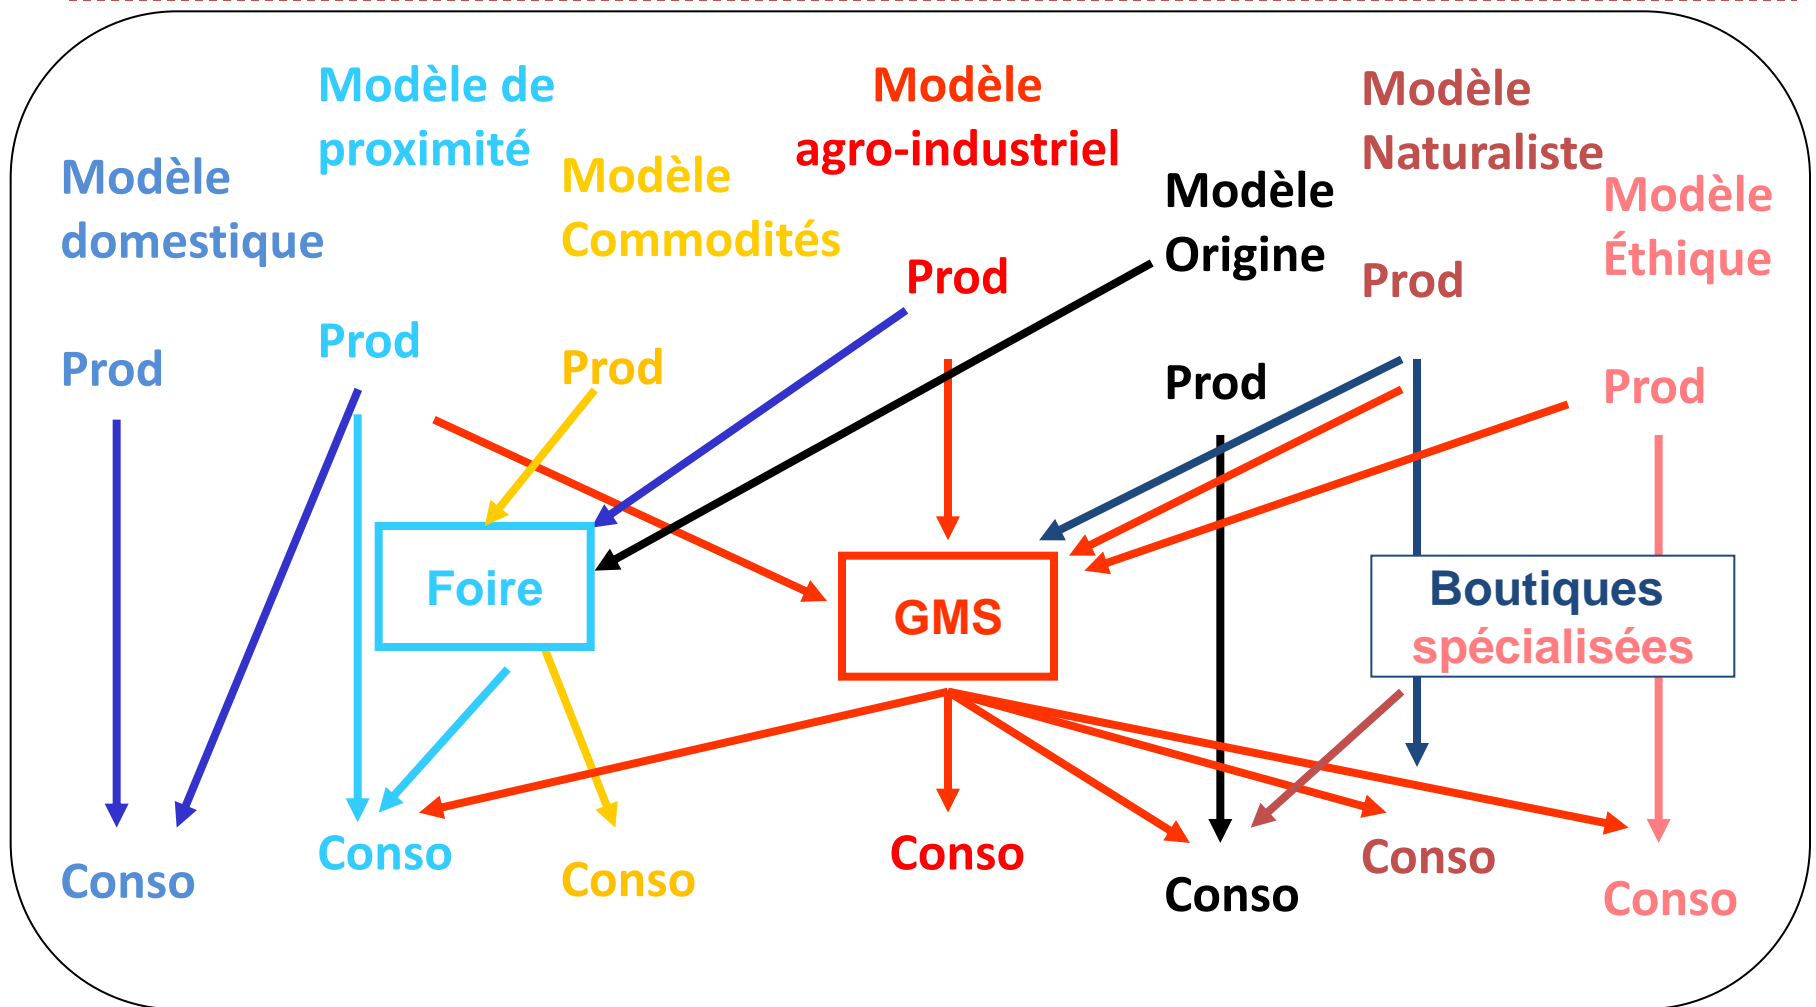 Modèle
domestique
Modèle de
proximité
Modèle
Commodités
Modèle
agro-industriel
Modèle
Origine
Modèle
Naturaliste
Modèle
Éthique
Prod
Prod
Prod
Prod
Prod
Prod
Prod
Foire
GMS
Boutiques
spécialisées
Conso
Conso
Conso
Conso
Conso
Conso
Conso